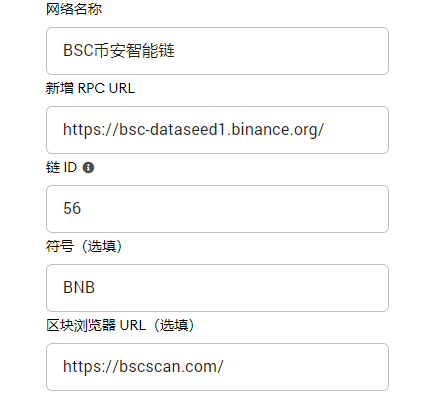 网络名称
BSC币安智能链
新增 RPC URL
https://bsc-dataseed1.binance.org/
链 ID
56
符号（选填）
BNB
区块浏览器 URL（选填）
https://bscscan.com/